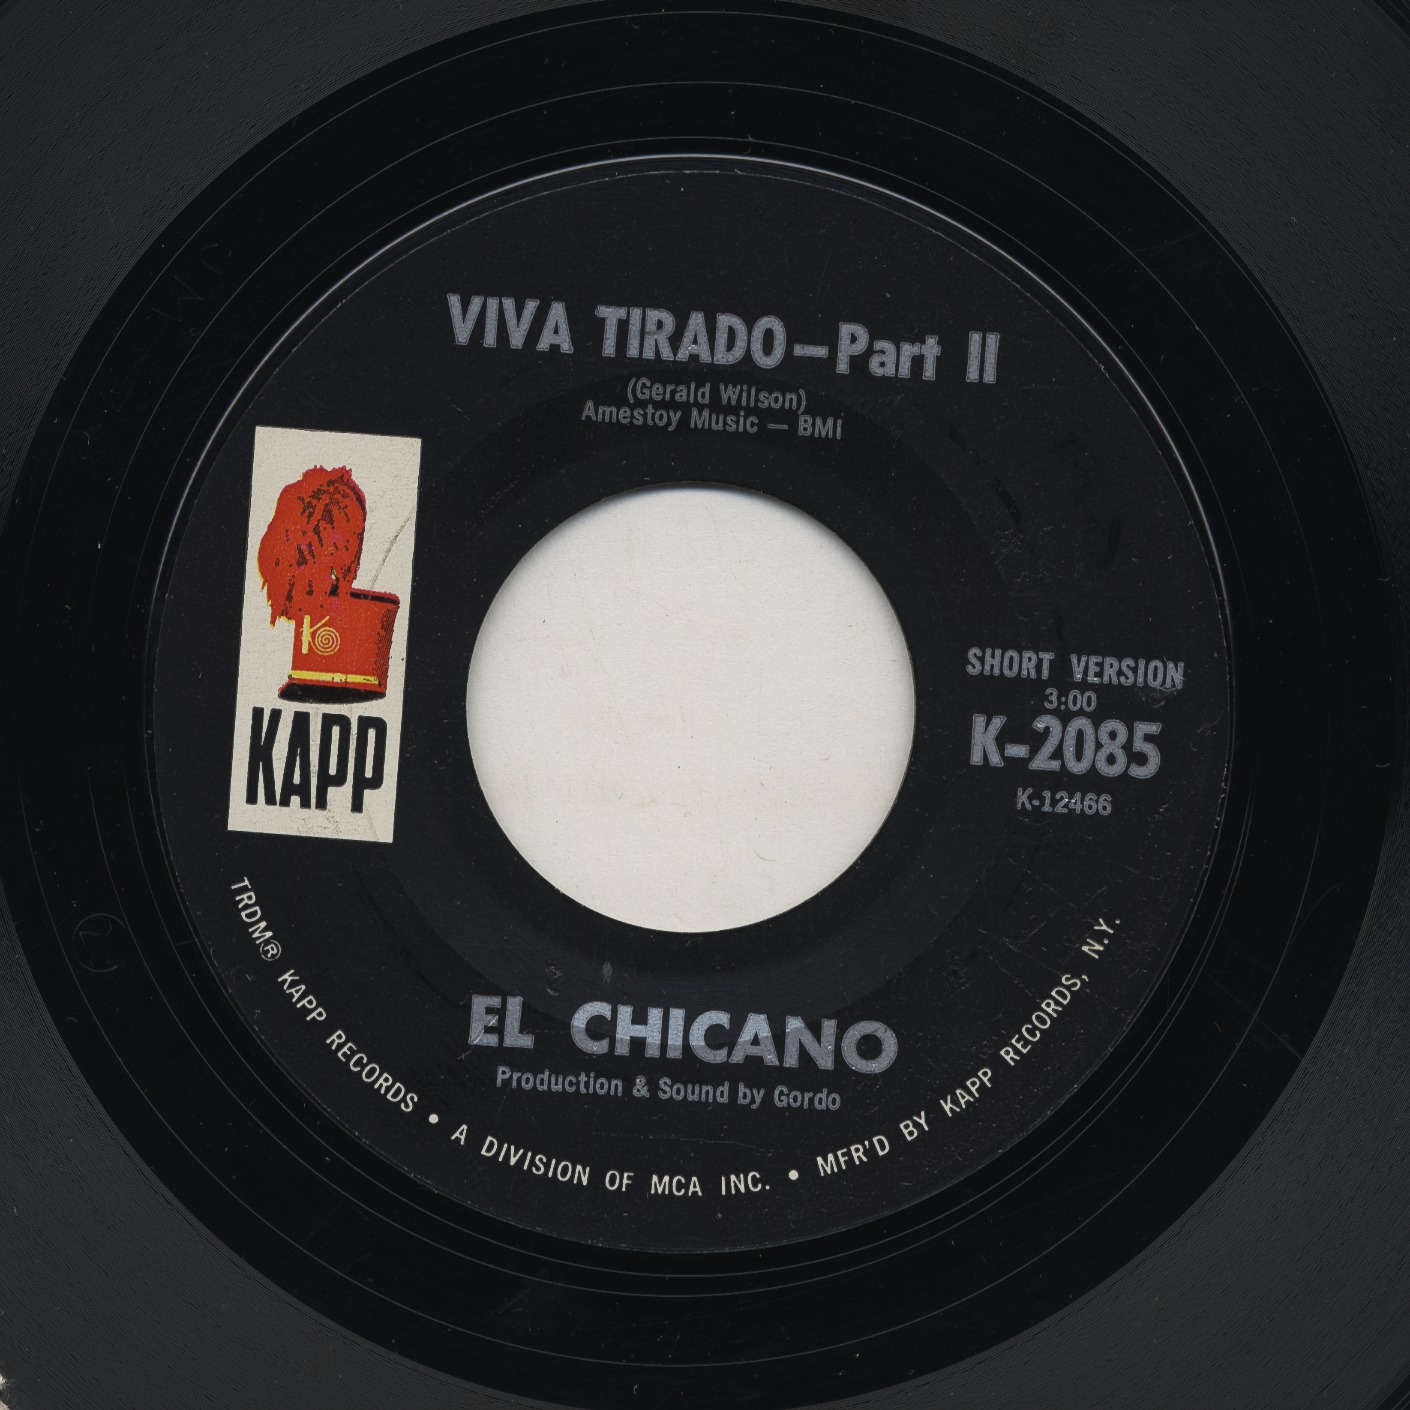 VIVA TIRADO—Part II
(Gerald Wilson)
Amestoy Music — BMI
K
KAPP
SHORT VERSION
3:00
K-2085
K-12466
EL CHICANO
Production & Sound by Gordo
TRDM® KAPP RECORDS • A DIVISION OF MCA INC. • MFR'D BY KAPP RECORDS, N.Y.